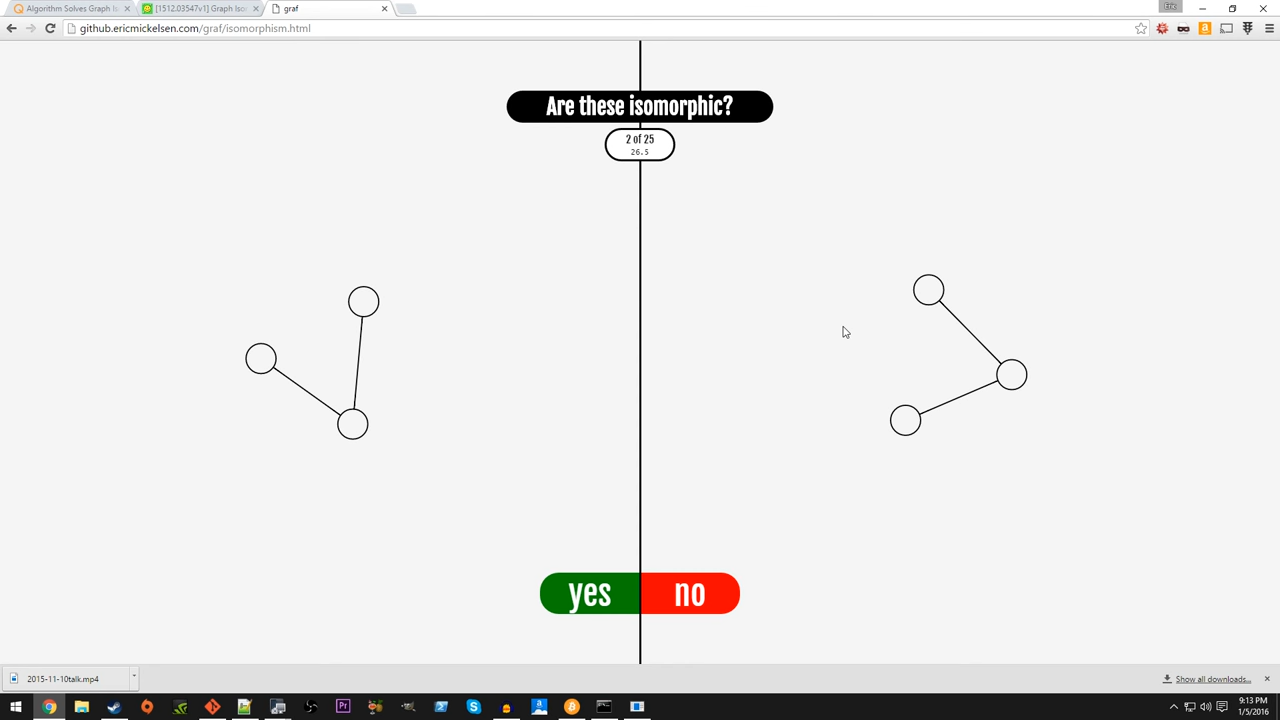 Algorithm Solves Graph Is
[1512.03547v1] Graph Iso
graf
Eric
github.ericmickelsen.com/graf/isomorphism.html
Are these isomorphic?
2 of 25
26.5
yes
no
2015-11-10talk.mp4
Show all downloads...
9:13 PM
1/5/2016